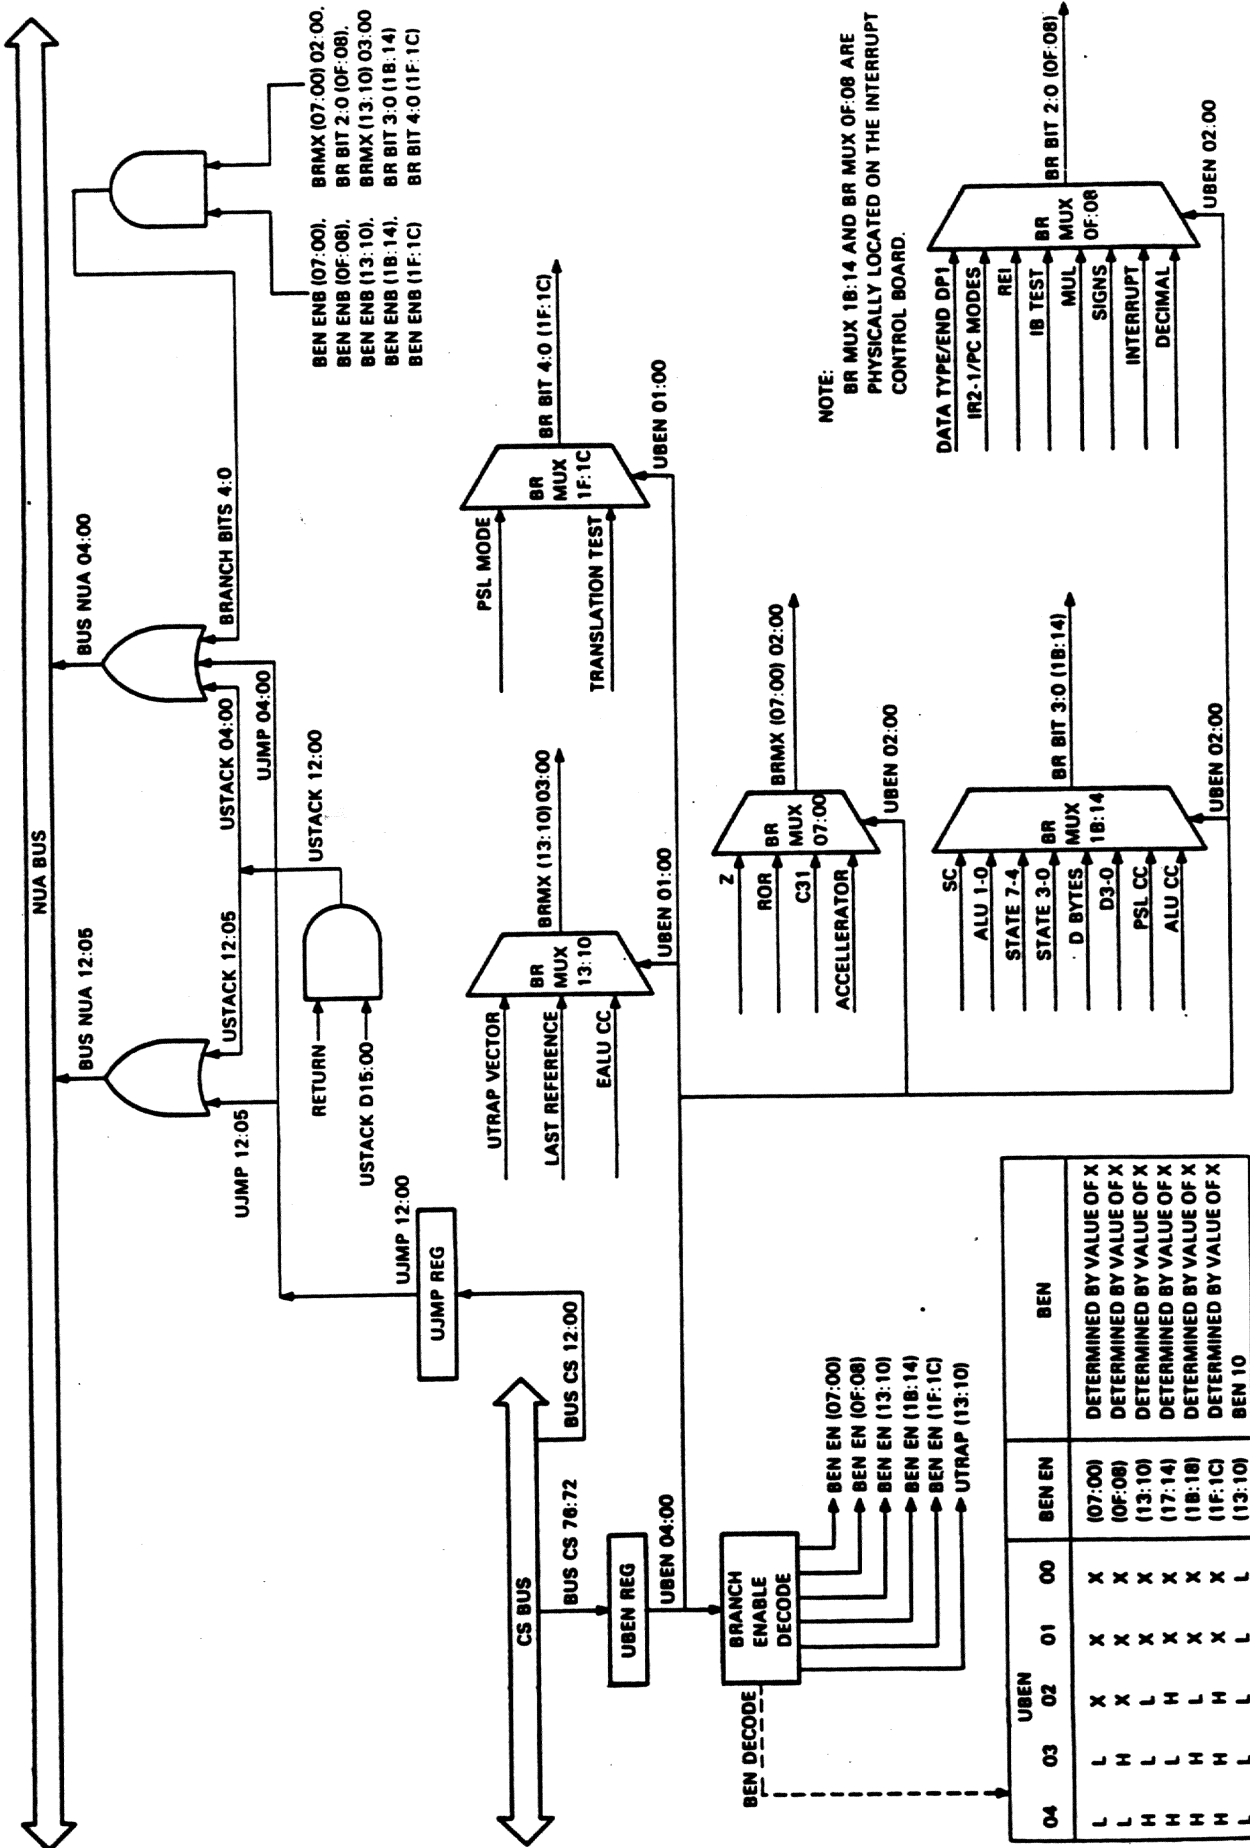 NUA BUS
BUS NUA 12:05
BUS NUA 04:00
UJMP 12:05
USTACK 12:05
USTACK 04:00
UJMP 04:00
BRANCH BITS 4:0
USTACK 12:00
RETURN
USTACK D15:00
BEN ENB (07:00). BRMX (07:00) 02:00.
BEN ENB (0F:08). BR BIT 2:0 (0F:08).
BEN ENB (13:10). BRMX (13:10) 03:00
BEN ENB (1B:14). BR BIT 3:0 (1B:14)
BEN ENB (1F:1C) BR BIT 4:0 (1F:1C)
UJMP 12:00
UJMP REG
BUS CS 12:00
CS BUS
BUS CS 76:72
UBEN REG
UBEN 04:00
BRANCH
ENABLE
DECODE
BEN DECODE
BEN EN (07:00)
BEN EN (0F:08)
BEN EN (13:10)
BEN EN (1B:14)
BEN EN (1F:1C)
UTRAP (13:10)
UTRAP VECTOR
LAST REFERENCE
EALU CC
BR
MUX
13:10
BRMX (13:10) 03:00
UBEN 01:00
PSL MODE
TRANSLATION TEST
BR
MUX
1F:1C
BR BIT 4:0 (1F:1C)
UBEN 01:00
Z
ROR
C31
ACCELLERATOR
BR
MUX
07:00
BRMX (07:00) 02:00
UBEN 02:00
NOTE:
BR MUX 1B:14 AND BR MUX 0F:08 ARE
PHYSICALLY LOCATED ON THE INTERRUPT
CONTROL BOARD.
SC
ALU 1-0
STATE 7-4
STATE 3-0
D BYTES
D3-0
PSL CC
ALU CC
BR
MUX
1B:14
BR BIT 3:0 (1B:14)
UBEN 02:00
DATA TYPE/END DP1
IR2-1/PC MODES
REI
IB TEST
MUL
SIGNS
INTERRUPT
DECIMAL
BR
MUX
0F:08
BR BIT 2:0 (0F:08)
UBEN 02:00
UBEN
04 03 02 01 00 BEN EN BEN
L L X X X (07:00) DETERMINED BY VALUE OF X
L H X X X (0F:08) DETERMINED BY VALUE OF X
H L L X X (13:10) DETERMINED BY VALUE OF X
H L H X X (17:14) DETERMINED BY VALUE OF X
H H L X X (1B:18) DETERMINED BY VALUE OF X
H H H X X (1F:1C) DETERMINED BY VALUE OF X
L L L L L (13:10) BEN 10